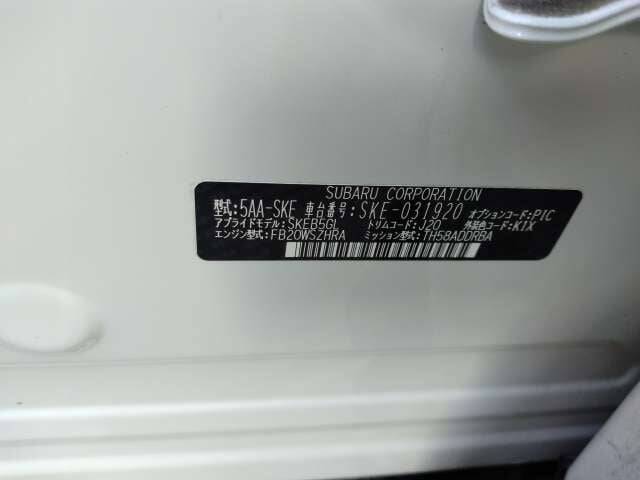 SUBARU CORPORATION
型式:5AA-SKE 車台番号:SKE-031920 オプションコード:PIC
アプライドモデル:SKEB5GL トリムコード:J20 外装色コード:K1X
エンジン型式:FB20WSZHRA ミッション型式:TH58ADDRBA